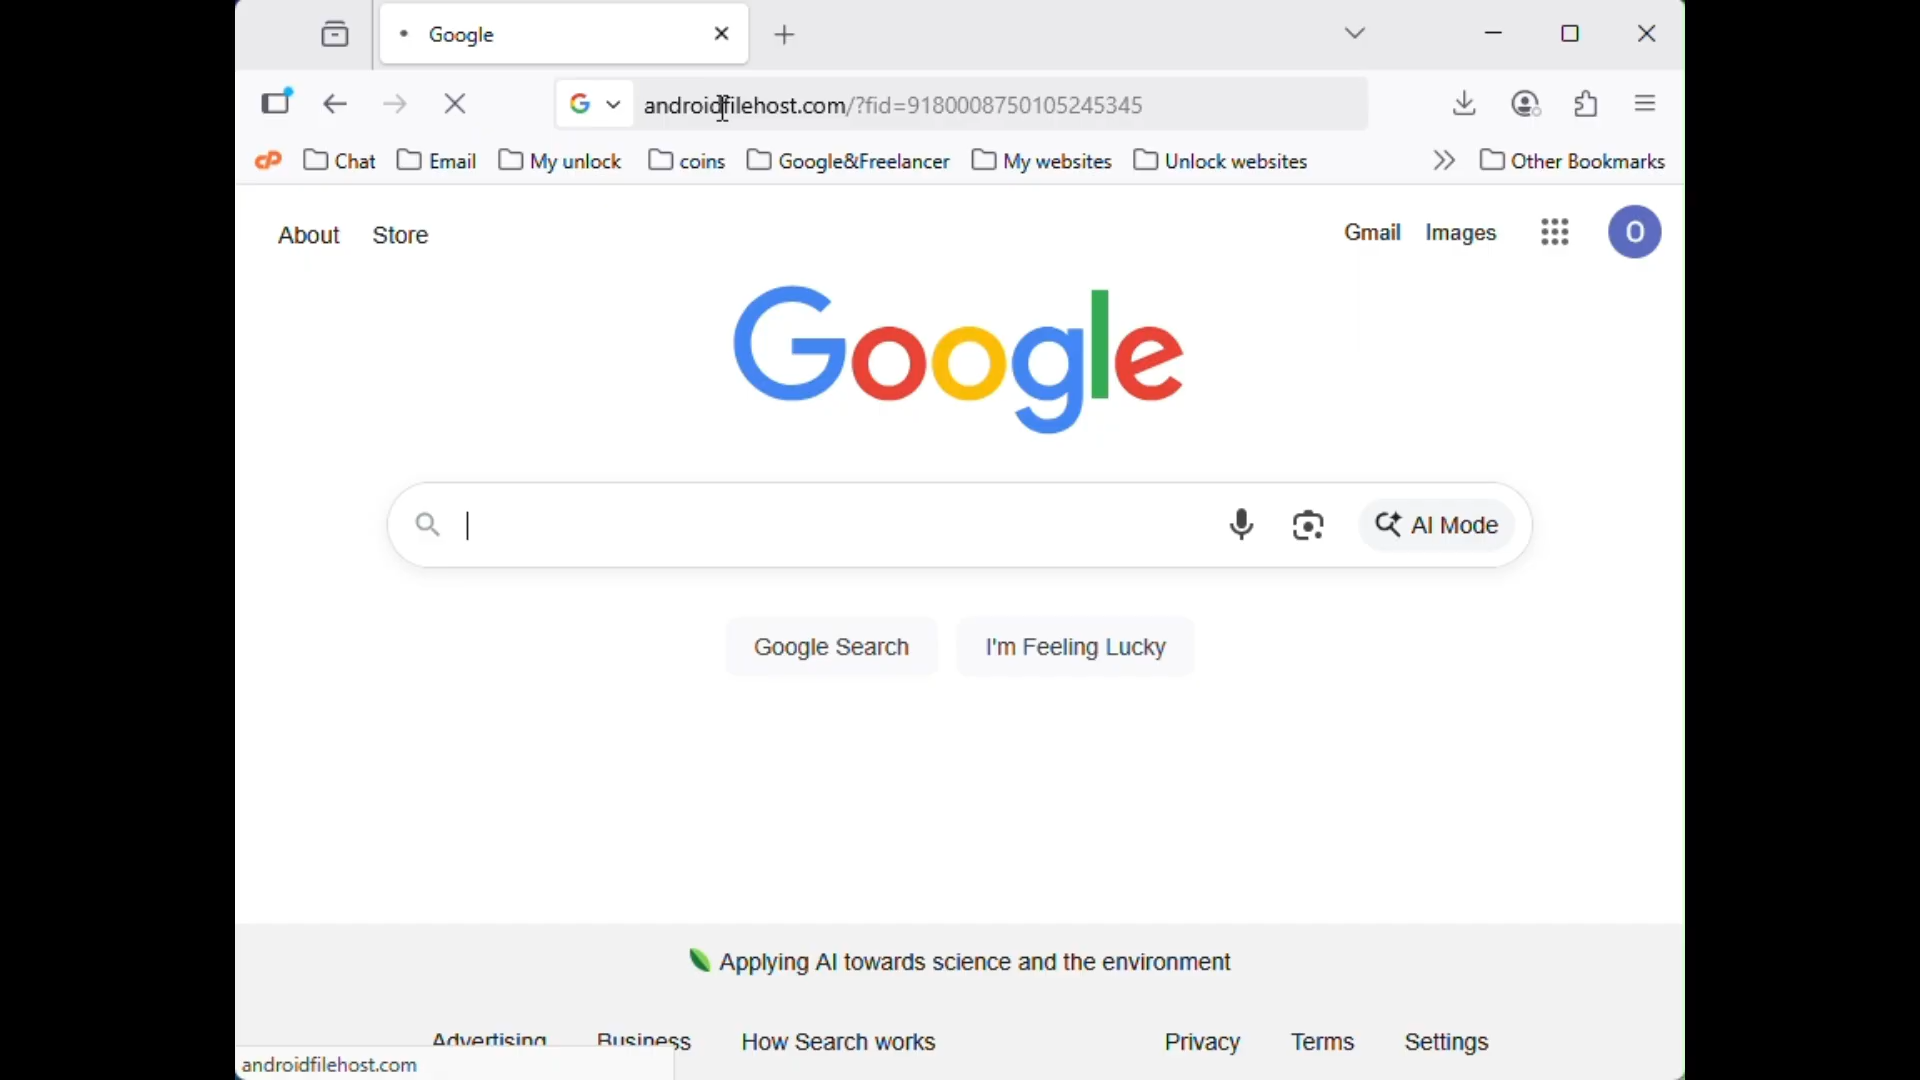 Google
androidfilehost.com/?fid=9180008750105245345
cP Chat Email My unlock coins Google&Freelancer My websites Unlock websites Other Bookmarks
About Store Gmail Images O
Google
AI Mode
Google Search I'm Feeling Lucky
Applying AI towards science and the environment
Advertising Business How Search works Privacy Terms Settings
androidfilehost.com